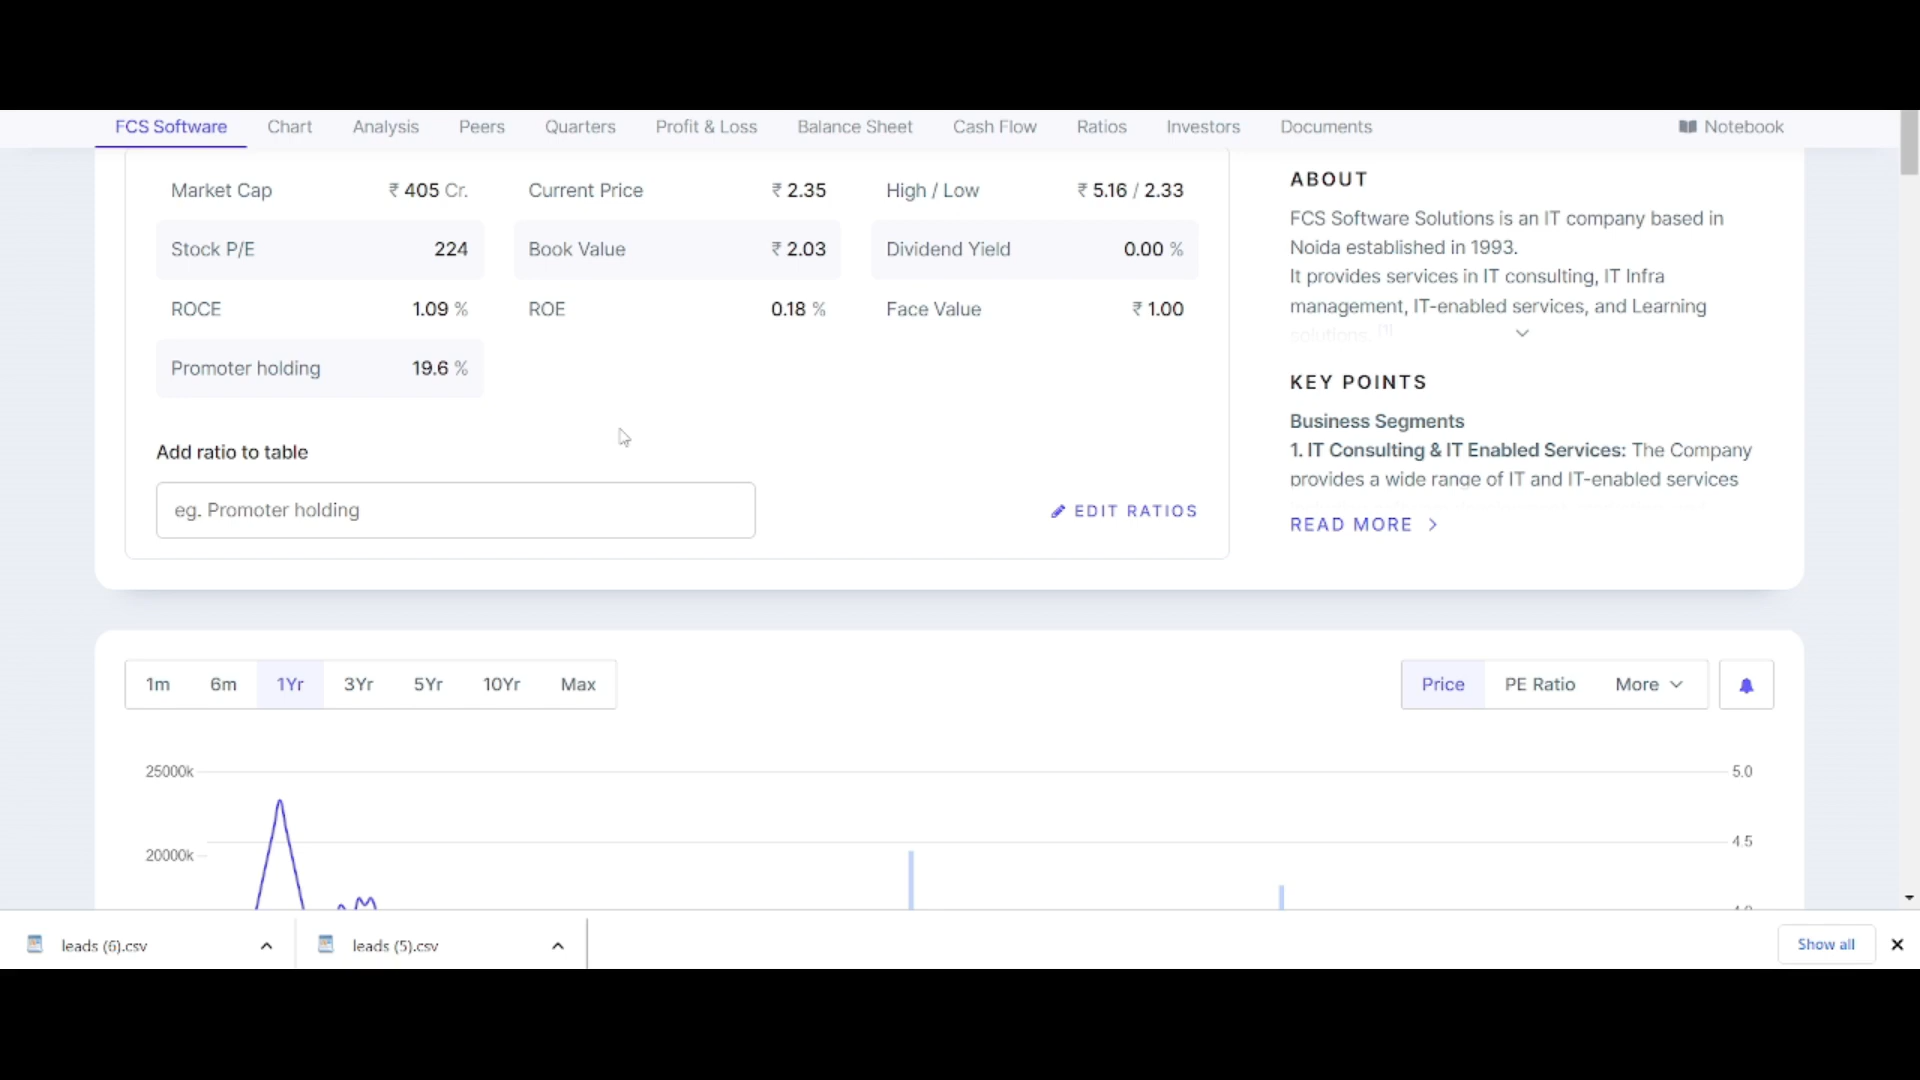 FCS Software Chart Analysis Peers Quarters Profit & Loss Balance Sheet Cash Flow Ratios Investors Documents Notebook
Market Cap ₹ 405 Cr. Current Price ₹ 2.35 High / Low ₹ 5.16 / 2.33
Stock P/E 224 Book Value ₹ 2.03 Dividend Yield 0.00 %
ROCE 1.09 % ROE 0.18 % Face Value ₹ 1.00
Promoter holding 19.6 %
Add ratio to table
eg. Promoter holding
EDIT RATIOS
ABOUT
FCS Software Solutions is an IT company based in
Noida established in 1993.
It provides services in IT consulting, IT Infra
management, IT-enabled services, and Learning
solutions. [1]
KEY POINTS
Business Segments
1. IT Consulting & IT Enabled Services: The Company
provides a wide range of IT and IT-enabled services
READ MORE
1m 6m 1Yr 3Yr 5Yr 10Yr Max
Price PE Ratio More
25000k 5.0
4.5
20000k
leads (6).csv leads (5).csv Show all